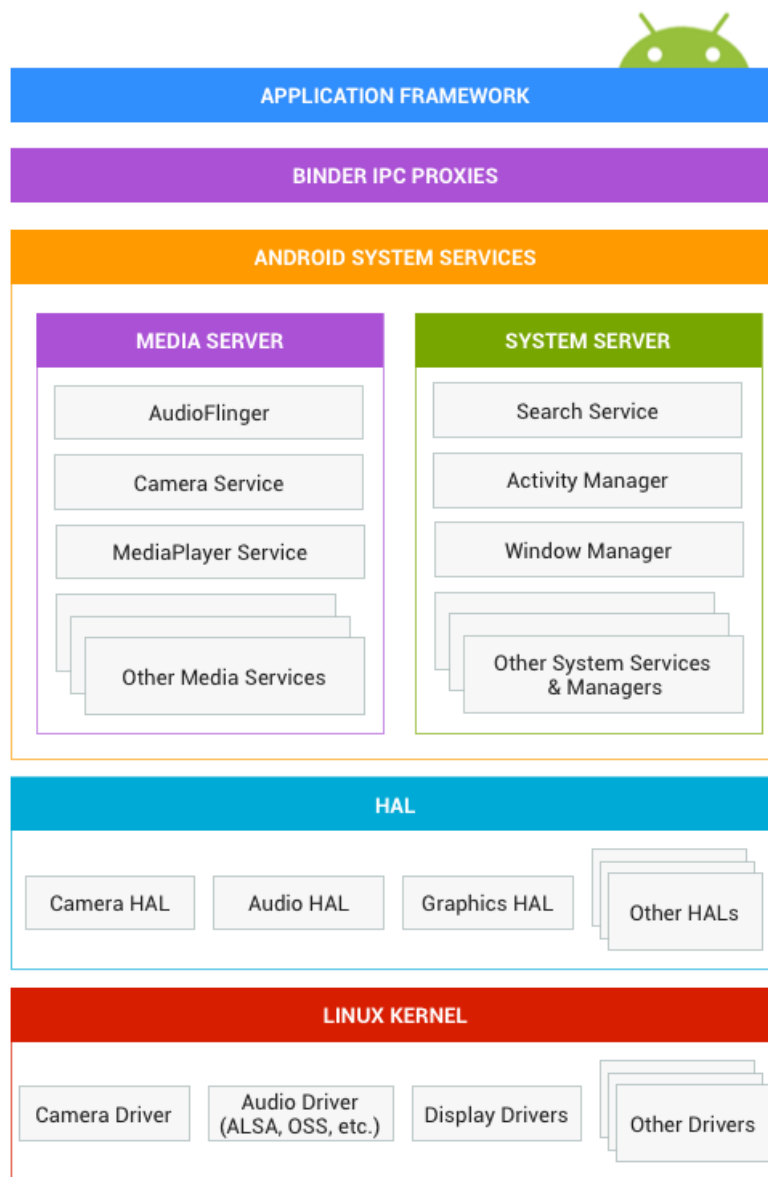 APPLICATION FRAMEWORK
BINDER IPC PROXIES
ANDROID SYSTEM SERVICES
MEDIA SERVER
AudioFlinger
Camera Service
MediaPlayer Service
Other Media Services
SYSTEM SERVER
Search Service
Activity Manager
Window Manager
Other System Services
& Managers
HAL
Camera HAL
Audio HAL
Graphics HAL
Other HALs
LINUX KERNEL
Camera Driver
Audio Driver
(ALSA, OSS, etc.)
Display Drivers
Other Drivers